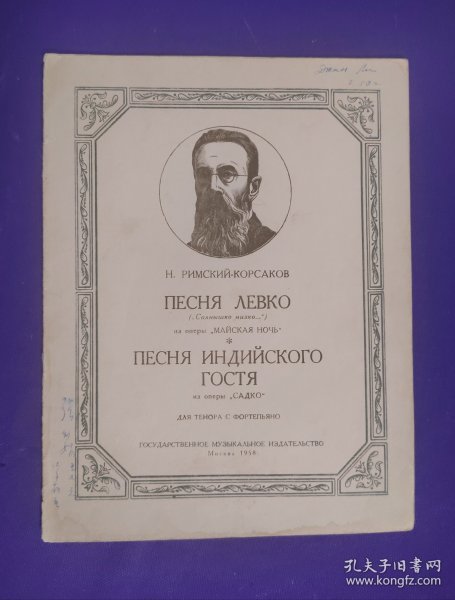 Н. РИМСКИЙ-КОРСАКОВ
ПЕСНЯ ЛЕВКО
(„Солнышко низко...")
из оперы „МАЙСКАЯ НОЧЬ"
*
ПЕСНЯ ИНДИЙСКОГО
ГОСТЯ
из оперы „САДКО"
ДЛЯ ТЕНОРА С ФОРТЕПЬЯНО
ГОСУДАРСТВЕННОЕ МУЗЫКАЛЬНОЕ ИЗДАТЕЛЬСТВО
Москва 1958
孔夫子旧书网
www.kongfz.com